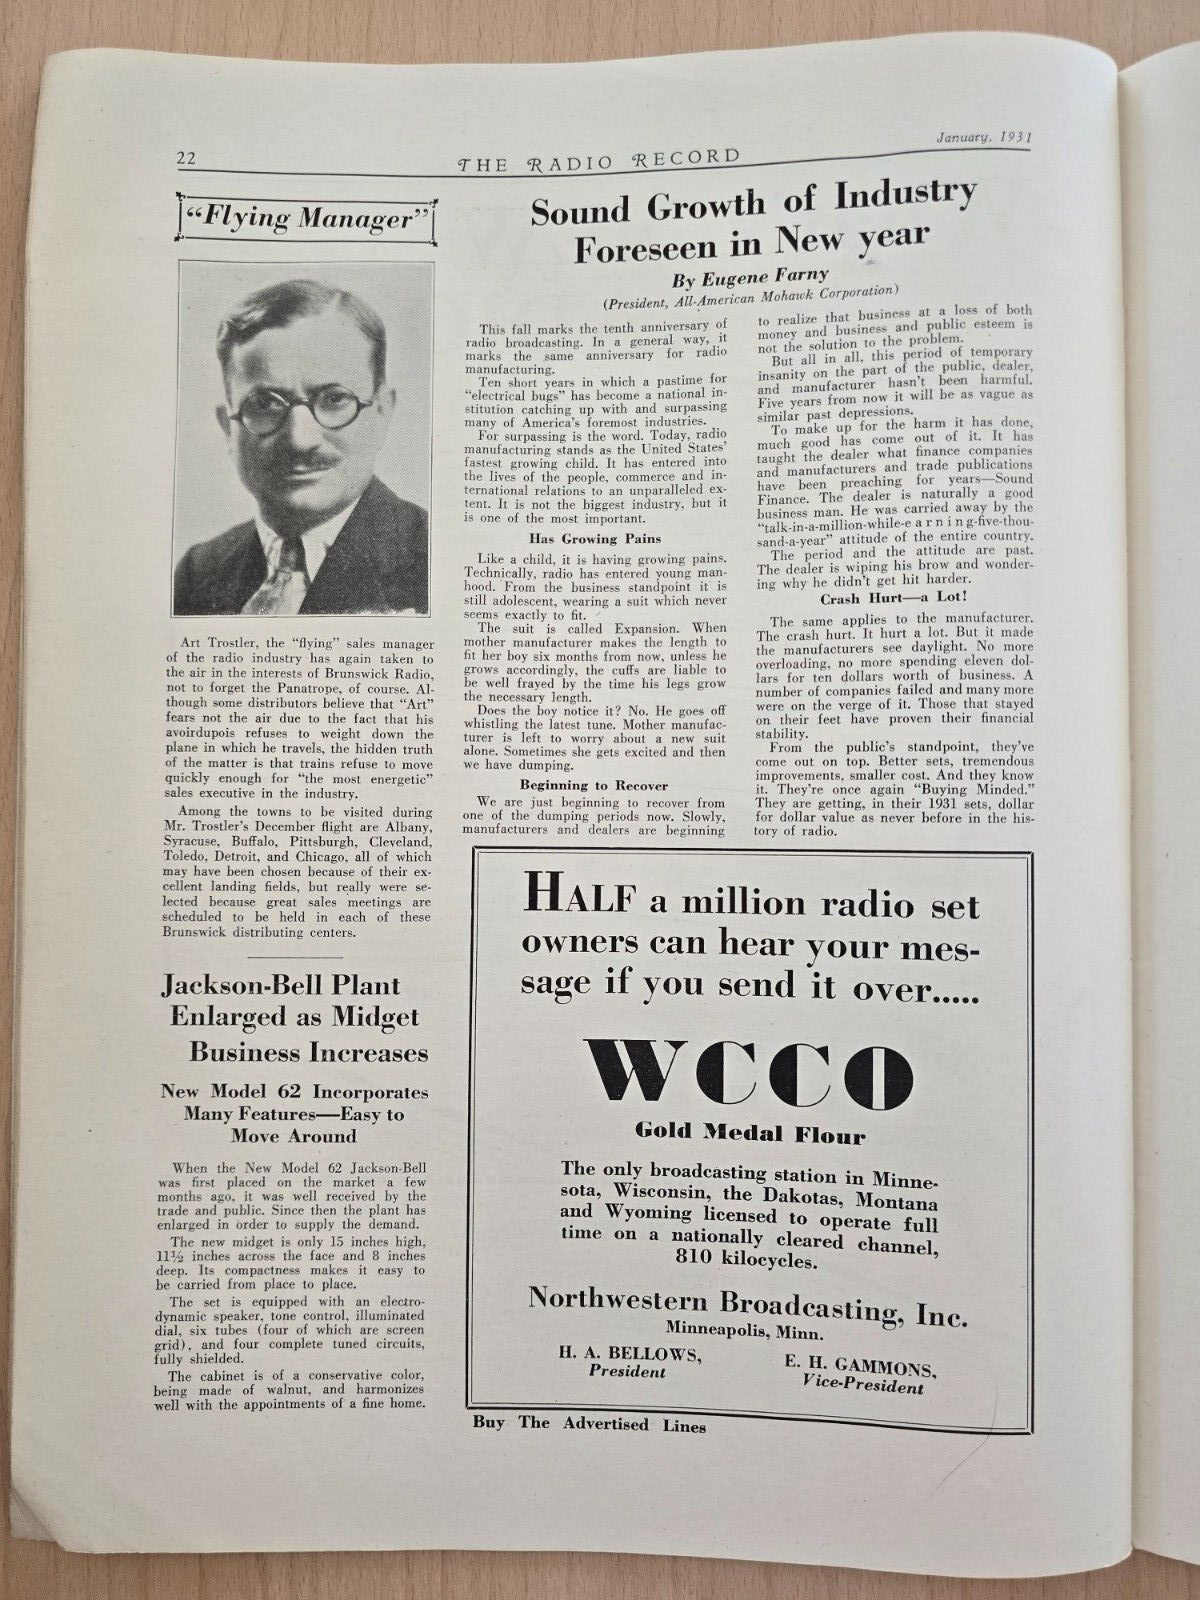 22
THE RADIO RECORD
January, 1931
"Flying Manager"
Art Trostler, the "flying" sales manager
of the radio industry has again taken to
the air in the interests of Brunswick Radio,
not to forget the Panatrope, of course. Al-
though some distributors believe that "Art"
fears not the air due to the fact that his
avoirdupois refuses to weight down the
plane in which he travels, the hidden truth
of the matter is that trains refuse to move
quickly enough for "the most energetic"
sales executive in the industry.
Among the towns to be visited during
Mr. Trostler's December flight are Albany,
Syracuse, Buffalo, Pittsburgh, Cleveland,
Toledo, Detroit, and Chicago, all of which
may have been chosen because of their ex-
cellent landing fields, but really were se-
lected because great sales meetings are
scheduled to be held in each of these
Brunswick distributing centers.
Jackson-Bell Plant
Enlarged as Midget
Business Increases
New Model 62 Incorporates
Many Features—Easy to
Move Around
When the New Model 62 Jackson-Bell
was first placed on the market a few
months ago, it was well received by the
trade and public. Since then the plant has
enlarged in order to supply the demand.
The new midget is only 15 inches high,
11½ inches across the face and 8 inches
deep. Its compactness makes it easy to
be carried from place to place.
The set is equipped with an electro-
dynamic speaker, tone control, illuminated
dial, six tubes (four of which are screen
grid), and four complete tuned circuits,
fully shielded.
The cabinet is of a conservative color,
being made of walnut, and harmonizes
well with the appointments of a fine home.
Sound Growth of Industry
Foreseen in New year
By Eugene Farny
(President, All-American Mohawk Corporation)
This fall marks the tenth anniversary of
radio broadcasting. In a general way, it
marks the same anniversary for radio
manufacturing.
Ten short years in which a pastime for
"electrical bugs" has become a national in-
stitution catching up with and surpassing
many of America's foremost industries.
For surpassing is the word. Today, radio
manufacturing stands as the United States'
fastest growing child. It has entered into
the lives of the people, commerce and in-
ternational relations to an unparalleled ex-
tent. It is not the biggest industry, but it
is one of the most important.
Has Growing Pains
Like a child, it is having growing pains.
Technically, radio has entered young man-
hood. From the business standpoint it is
still adolescent, wearing a suit which never
seems exactly to fit.
The suit is called Expansion. When
mother manufacturer makes the length to
fit her boy six months from now, unless he
grows accordingly, the cuffs are liable to
be well frayed by the time his legs grow
the necessary length.
Does the boy notice it? No. He goes off
whistling the latest tune. Mother manufac-
turer is left to worry about a new suit
alone. Sometimes she gets excited and then
we have dumping.
Beginning to Recover
We are just beginning to recover from
one of the dumping periods now. Slowly,
manufacturers and dealers are beginning
to realize that business at a loss of both
money and business and public esteem is
not the solution to the problem.
But all in all, this period of temporary
insanity on the part of the public, dealer,
and manufacturer hasn't been harmful.
Five years from now it will be as vague as
similar past depressions.
To make up for the harm it has done,
much good has come out of it. It has
taught the dealer what finance companies
and manufacturers and trade publications
have been preaching for years—Sound
Finance. The dealer is naturally a good
business man. He was carried away by the
"talk-in-a-million-while-e a r n i n g-five-thou-
sand-a-year" attitude of the entire country.
The period and the attitude are past.
The dealer is wiping his brow and wonder-
ing why he didn't get hit harder.
Crash Hurt—a Lot!
The same applies to the manufacturer.
The crash hurt. It hurt a lot. But it made
the manufacturers see daylight. No more
overloading, no more spending eleven dol-
lars for ten dollars worth of business. A
number of companies failed and many more
were on the verge of it. Those that stayed
on their feet have proven their financial
stability.
From the public's standpoint, they've
come out on top. Better sets, tremendous
improvements, smaller cost. And they know
it. They're once again "Buying Minded."
They are getting, in their 1931 sets, dollar
for dollar value as never before in the his-
tory of radio.
HALF a million radio set
owners can hear your mes-
sage if you send it over.....
WCCO
Gold Medal Flour
The only broadcasting station in Minne-
sota, Wisconsin, the Dakotas, Montana
and Wyoming licensed to operate full
time on a nationally cleared channel,
810 kilocycles.
Northwestern Broadcasting, Inc.
Minneapolis, Minn.
H. A. BELLOWS,
President
E. H. GAMMONS,
Vice-President
Buy The Advertised Lines